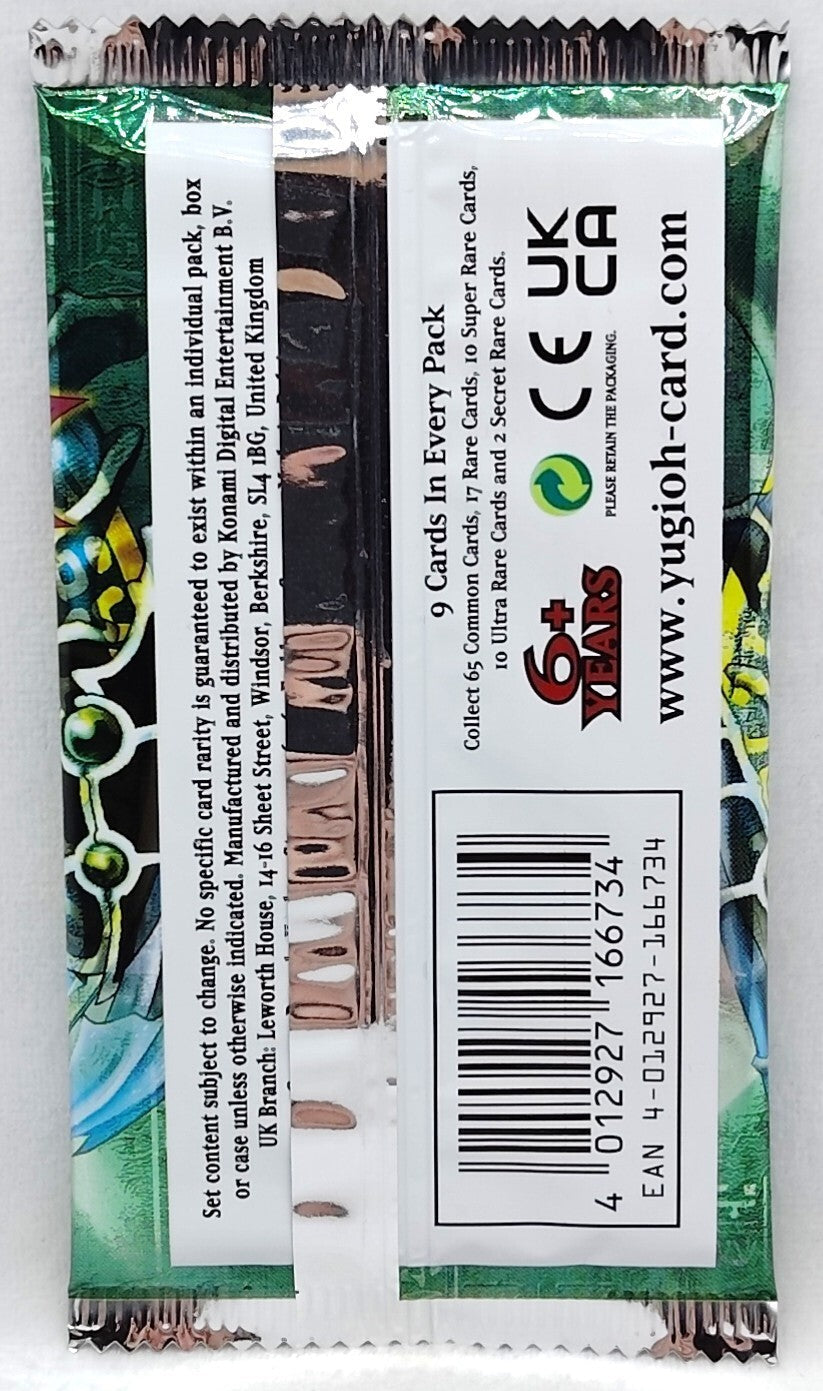 Set content subject to change. No specific card rarity is guaranteed to exist within an individual pack, box
or case unless otherwise indicated. Manufactured and distributed by Konami Digital Entertainment B.V.
UK Branch: Leworth House, 14-16 Sheet Street, Windsor, Berkshire, SL4 1BG, United Kingdom
9 Cards In Every Pack
Collect 65 Common Cards, 17 Rare Cards, 10 Super Rare Cards,
10 Ultra Rare Cards and 2 Secret Rare Cards.
6+
YEARS
CE
UK
CA
PLEASE RETAIN THE PACKAGING.
www.yugioh-card.com
4 012927 166734
EAN 4-012927-166734